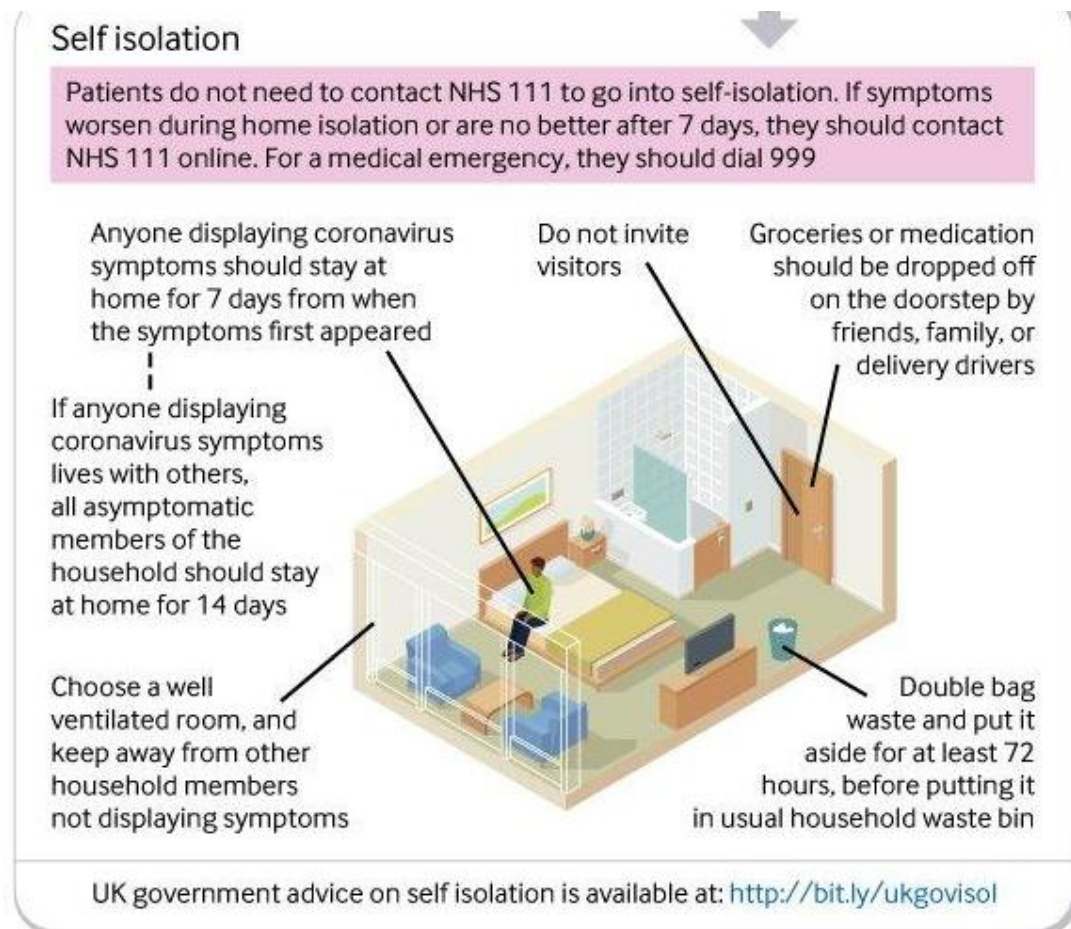 Self isolation
Patients do not need to contact NHS 111 to go into self-isolation. If symptoms
worsen during home isolation or are no better after 7 days, they should contact
NHS 111 online. For a medical emergency, they should dial 999
Anyone displaying coronavirus
symptoms should stay at
home for 7 days from when
the symptoms first appeared
If anyone displaying
coronavirus symptoms
lives with others,
all asymptomatic
members of the
household should stay
at home for 14 days
Choose a well
ventilated room, and
keep away from other
household members
not displaying symptoms
Do not invite
visitors
Groceries or medication
should be dropped off
on the doorstep by
friends, family, or
delivery drivers
Double bag
waste and put it
aside for at least 72
hours, before putting it
in usual household waste bin
UK government advice on self isolation is available at: http://bit.ly/ukgovisol